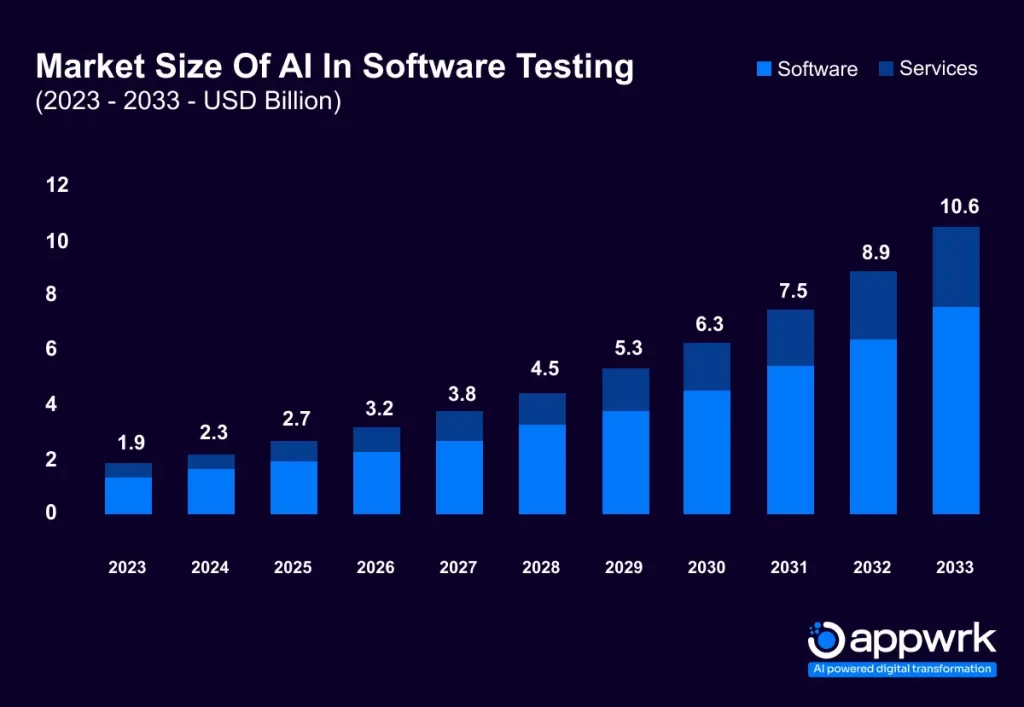 Market Size Of AI In Software Testing
(2023 - 2033 - USD Billion)
Software Services
12
10
8
6
4
2
0
1.9 2.3 2.7 3.2 3.8 4.5 5.3 6.3 7.5 8.9 10.6
2023 2024 2025 2026 2027 2028 2029 2030 2031 2032 2033
appwrk
AI powered digital transformation